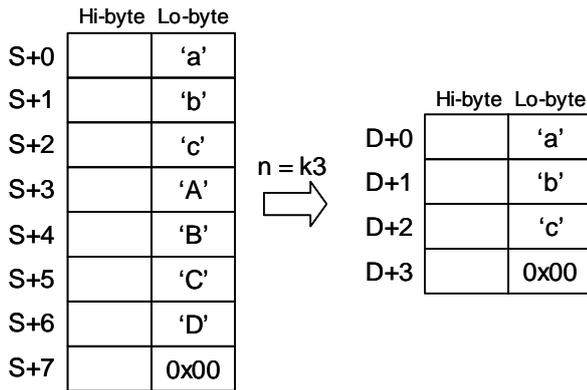 Hi-byte Lo-byte
S+0 ‘a’
S+1 ‘b’
S+2 ‘c’
S+3 ‘A’
S+4 ‘B’
S+5 ‘C’
S+6 ‘D’
S+7 0x00
n = k3
Hi-byte Lo-byte
D+0 ‘a’
D+1 ‘b’
D+2 ‘c’
D+3 0x00